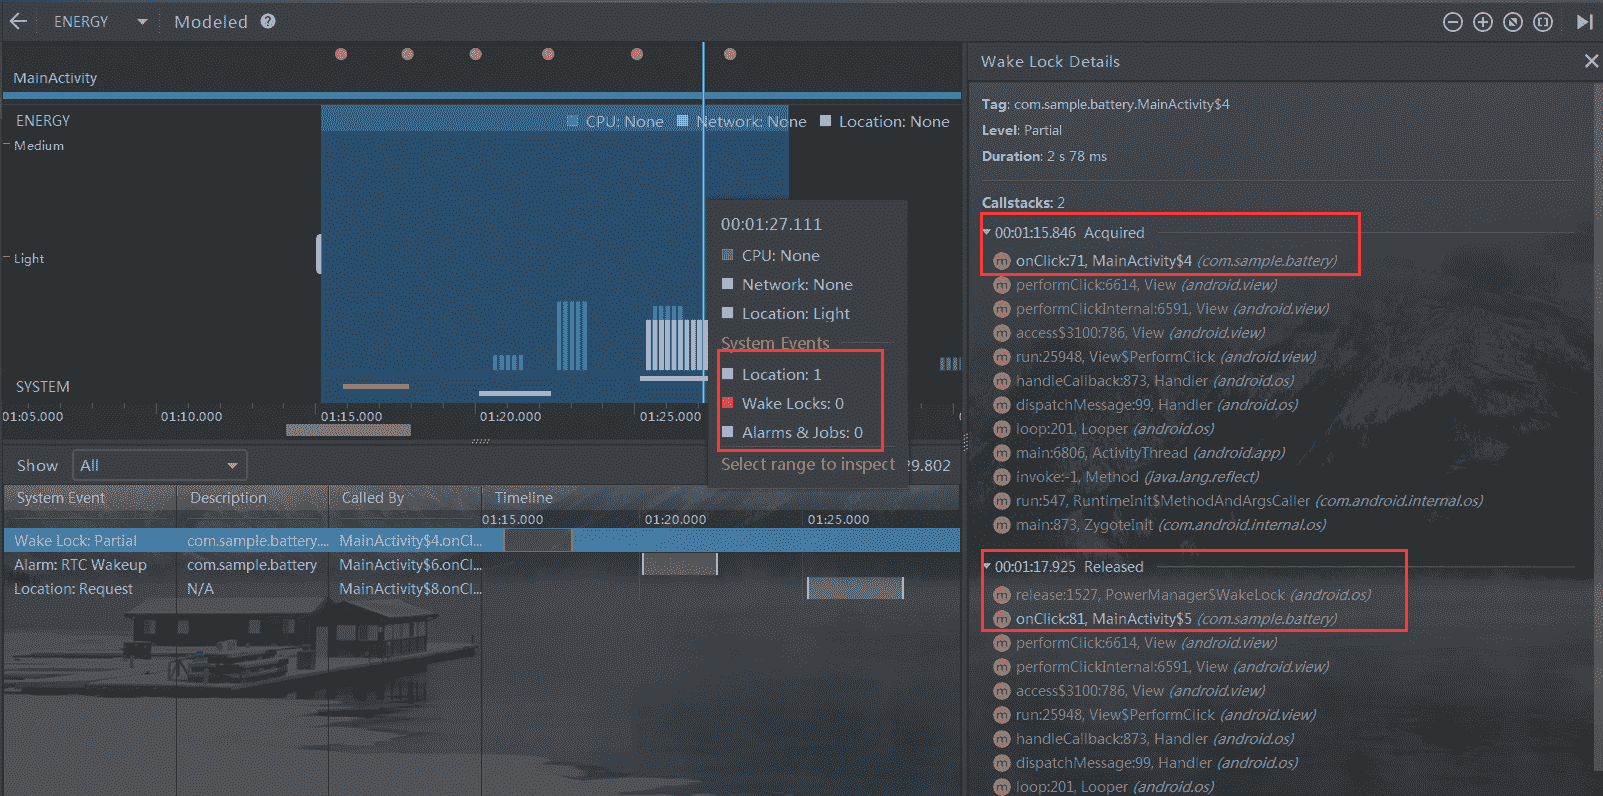 ENERGY Modeled ?
MainActivity
ENERGY
CPU: None Network: None Location: None
Medium
Light
SYSTEM
01:05.000 01:10.000 01:15.000 01:20.000 01:25.000
00:01:27.111
CPU: None
Network: None
Location: Light
System Events
Location: 1
Wake Locks: 0
Alarms & Jobs: 0
Select range to inspect
29.802
Show All
System Event Description Called By Timeline
01:15.000 01:20.000 01:25.000
Wake Lock: Partial com.sample.battery.... MainActivity$4.onCl...
Alarm: RTC Wakeup com.sample.battery MainActivity$6.onCl...
Location: Request N/A MainActivity$8.onCl...
Wake Lock Details
Tag: com.sample.battery.MainActivity$4
Level: Partial
Duration: 2 s 78 ms
Callstacks: 2
00:01:15.846 Acquired
m onClick:71, MainActivity$4 (com.sample.battery)
m performClick:6614, View (android.view)
m performClickInternal:6591, View (android.view)
m access$3100:786, View (android.view)
m run:25948, View$PerformClick (android.view)
m handleCallback:873, Handler (android.os)
m dispatchMessage:99, Handler (android.os)
m loop:201, Looper (android.os)
m main:6806, ActivityThread (android.app)
m invoke:-1, Method (java.lang.reflect)
m run:547, RuntimeInit$MethodAndArgsCaller (com.android.internal.os)
m main:873, ZygoteInit (com.android.internal.os)
00:01:17.925 Released
m release:1527, PowerManager$WakeLock (android.os)
m onClick:81, MainActivity$5 (com.sample.battery)
m performClick:6614, View (android.view)
m performClickInternal:6591, View (android.view)
m access$3100:786, View (android.view)
m run:25948, View$PerformClick (android.view)
m handleCallback:873, Handler (android.os)
m dispatchMessage:99, Handler (android.os)
m loop:201, Looper (android.os)